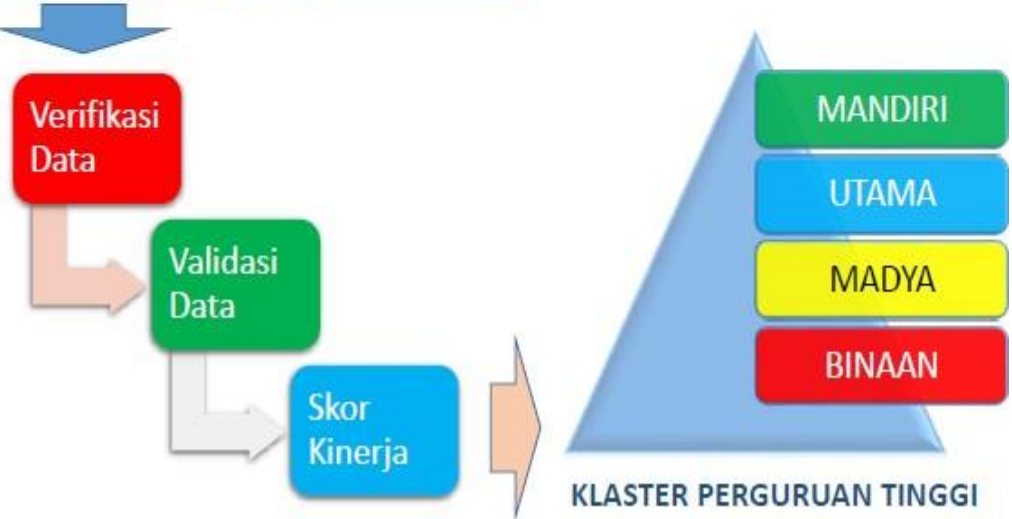 Verifikasi
Data
Validasi
Data
Skor
Kinerja
MANDIRI
UTAMA
MADYA
BINAAN
KLASTER PERGURUAN TINGGI